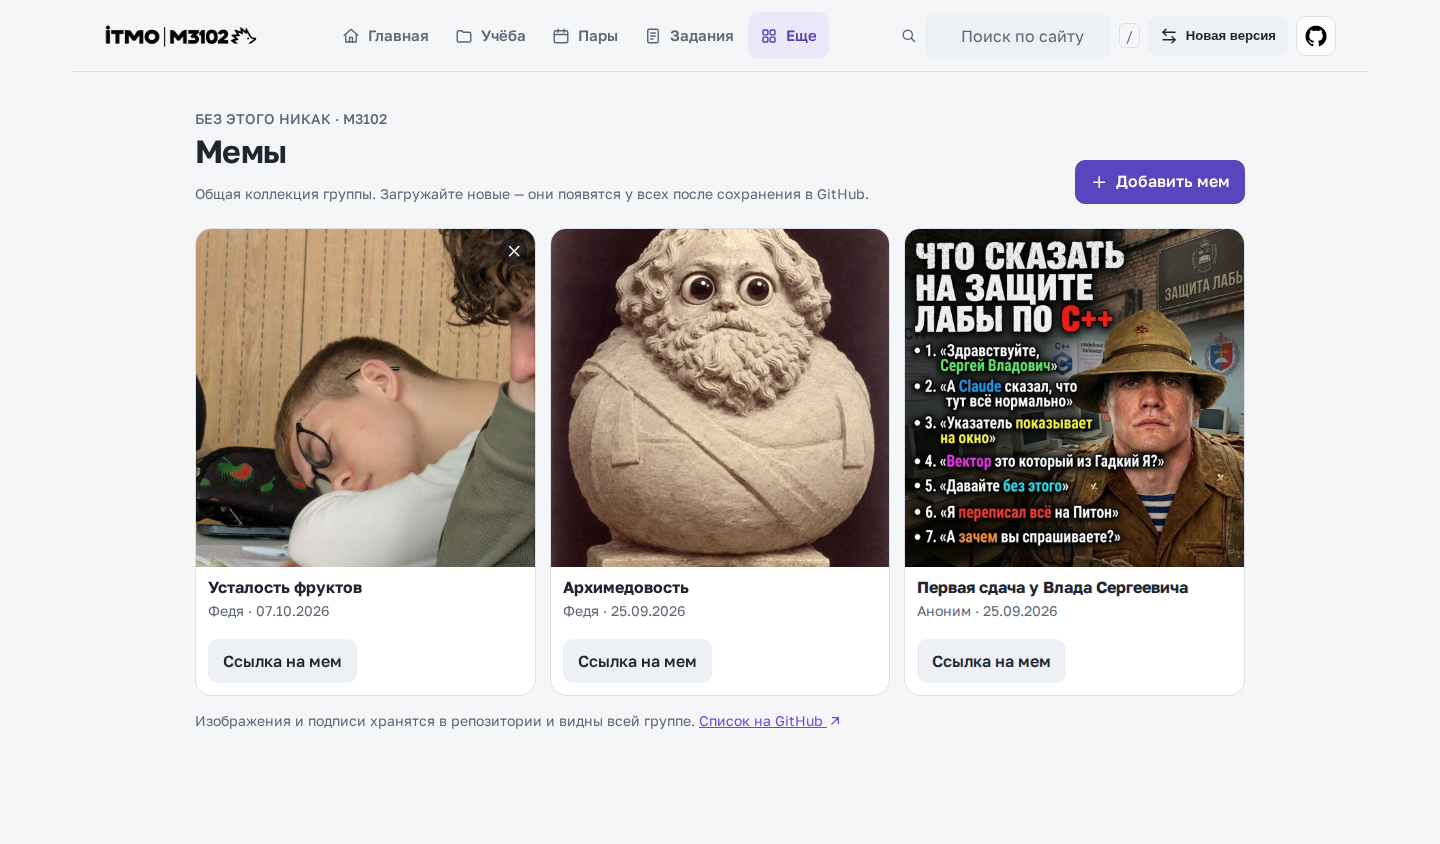 iTMO | M3102
Главная
Учёба
Пары
Задания
Еще
Поиск по сайту
/
Новая версия
БЕЗ ЭТОГО НИКАК · М3102
Мемы
Общая коллекция группы. Загружайте новые — они появятся у всех после сохранения в GitHub.
+ Добавить мем
ЧТО СКАЗАТЬ
НА ЗАЩИТЕ
ЛАБЫ ПО C++
ЗАЩИТА ЛАБЫ
C++
undefined
behavior
• 1. «Здравствуйте,
Сергей Владович»
• 2. «А Claude сказал, что
тут всё нормально»
• 3. «Указатель показывает
на окно»
• 4. «Вектор это который из Гадкий Я?»
• 5. «Давайте без этого»
• 6. «Я переписал всё на Питон»
• 7. «А зачем вы спрашиваете?»
Усталость фруктов
Федя · 07.10.2026
Ссылка на мем
Архимедовость
Федя · 25.09.2026
Ссылка на мем
Первая сдача у Влада Сергеевича
Аноним · 25.09.2026
Ссылка на мем
Изображения и подписи хранятся в репозитории и видны всей группе. Список на GitHub